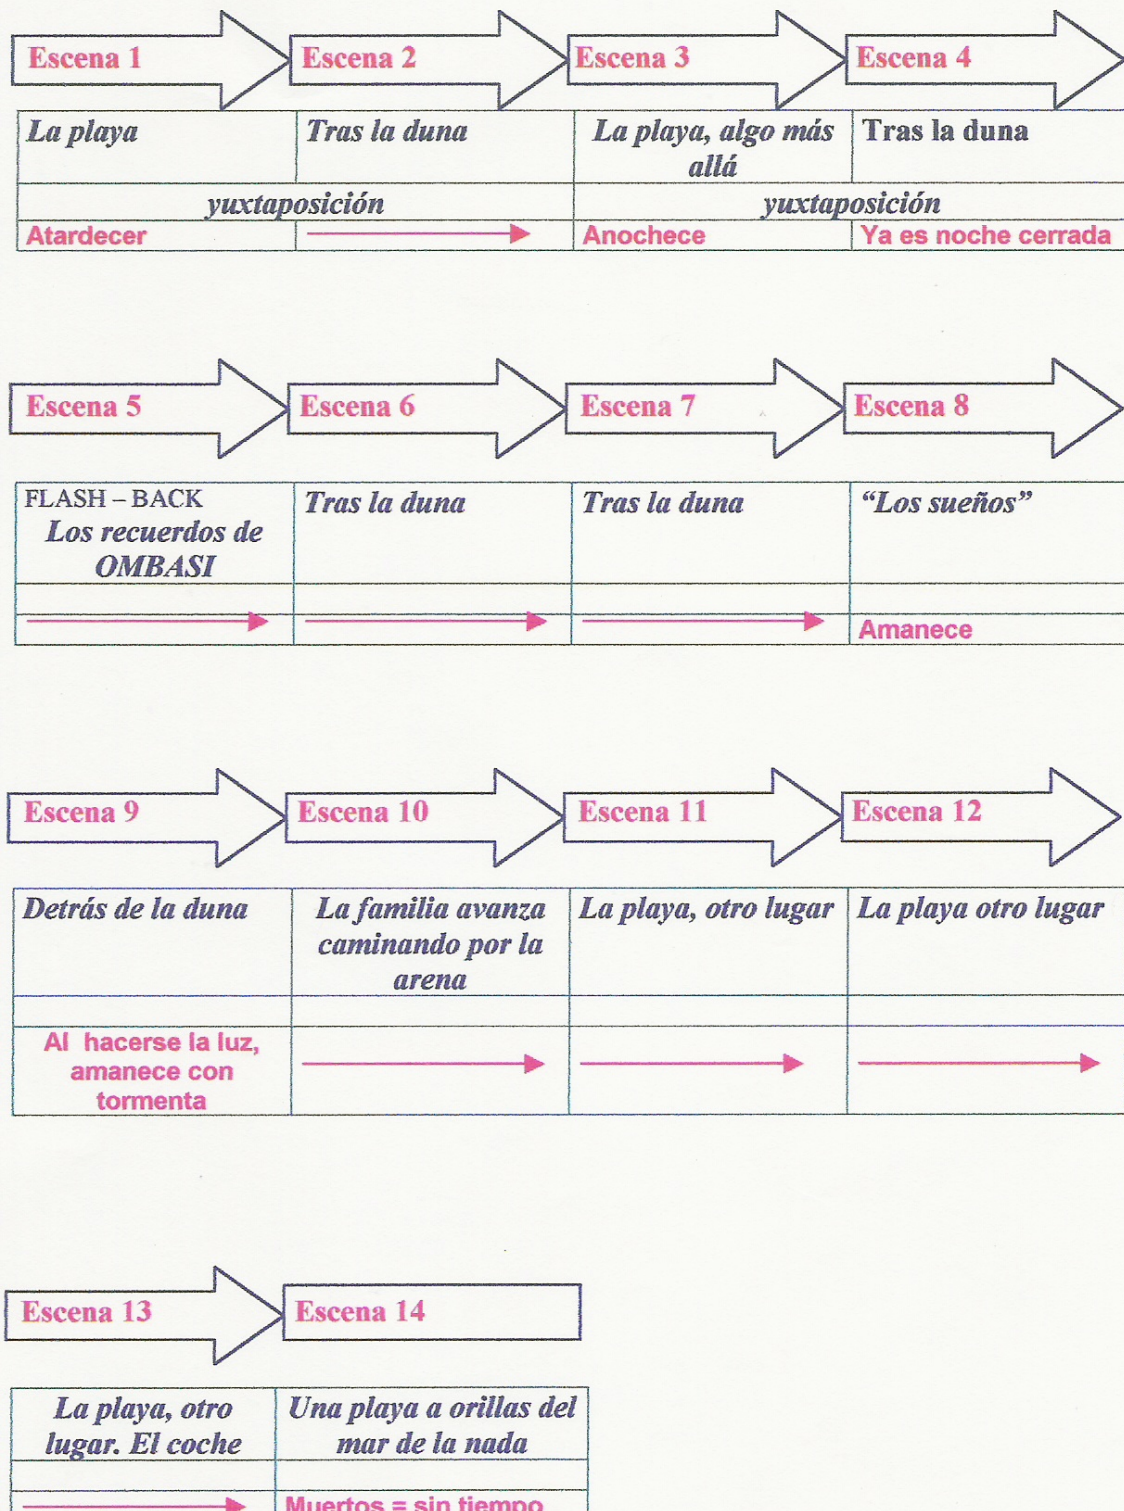 Escena 1
Escena 2
Escena 3
Escena 4
La playa
Tras la duna
La playa, algo más
allá
Tras la duna
yuxtaposición
yuxtaposición
Atardecer
Anochece
Ya es noche cerrada
Escena 5
Escena 6
Escena 7
Escena 8
FLASH – BACK
Los recuerdos de
OMBASI
Tras la duna
Tras la duna
“Los sueños”
Amanece
Escena 9
Escena 10
Escena 11
Escena 12
Detrás de la duna
La familia avanza
caminando por la
arena
La playa, otro lugar
La playa otro lugar
Al hacerse la luz,
amanece con
tormenta
Escena 13
Escena 14
La playa, otro
lugar. El coche
Una playa a orillas del
mar de la nada
Muertos = sin tiempo